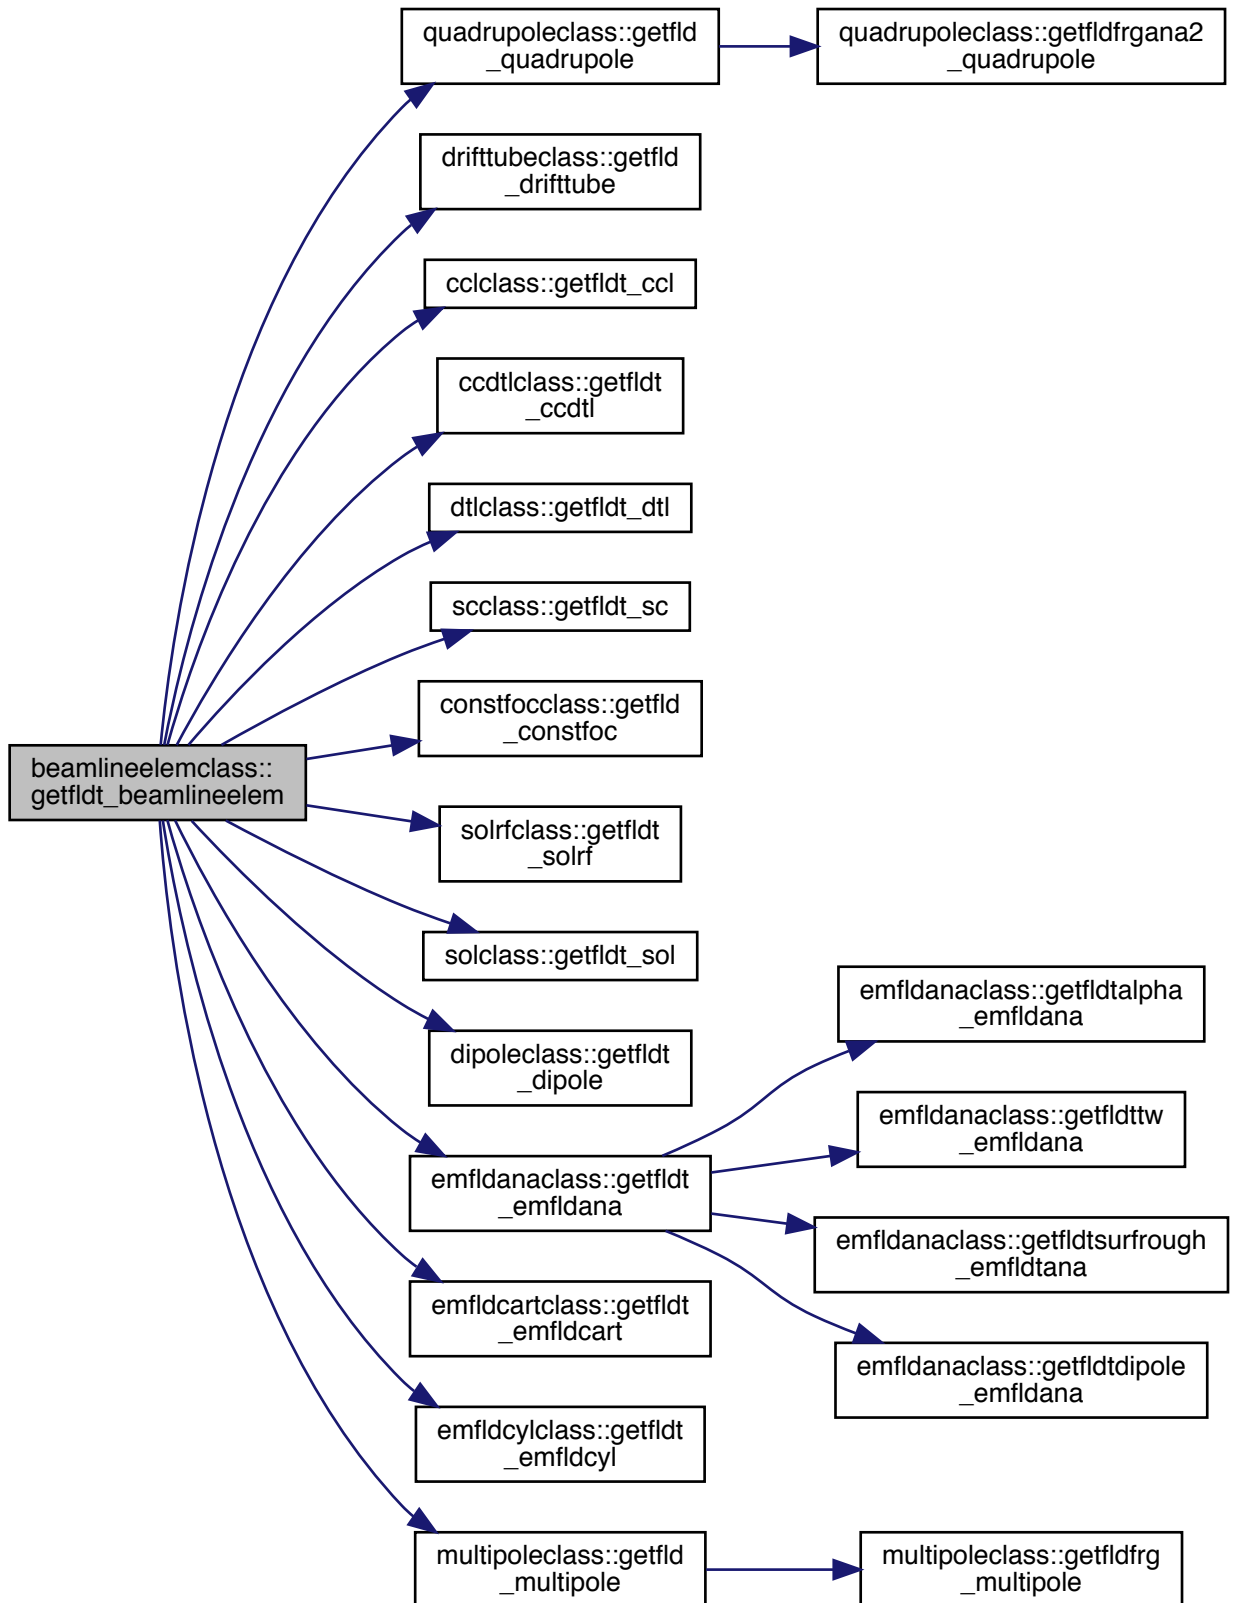 quadrupoleclass::getfld
_quadrupole
quadrupoleclass::getfldfrgana2
_quadrupole
drifttubeclass::getfld
_drifttube
cclclass::getfldt_ccl
ccdtlclass::getfldt
_ccdtl
dtlclass::getfldt_dtl
scclass::getfldt_sc
constfocclass::getfld
_constfoc
beamlineelemclass::
getfldt_beamlineelem
solrfclass::getfldt
_solrf
solclass::getfldt_sol
dipoleclass::getfldt
_dipole
emfldanaclass::getfldt
_emfldana
emfldanaclass::getfldtalpha
_emfldana
emfldanaclass::getfldttw
_emfldana
emfldanaclass::getfldtsurfrough
_emfldtana
emfldanaclass::getfldtdipole
_emfldana
emfldcartclass::getfldt
_emfldcart
emfldcylclass::getfldt
_emfldcyl
multipoleclass::getfld
_multipole
multipoleclass::getfldfrg
_multipole